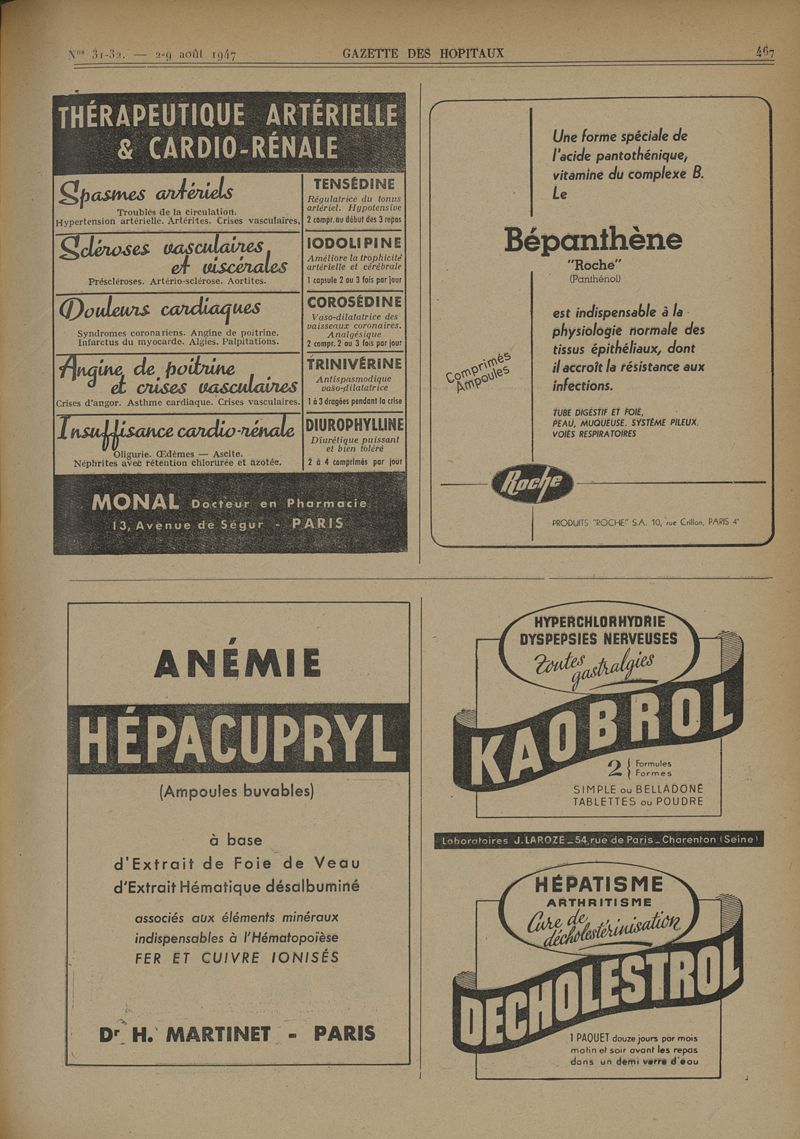 Nos 31-32. — 2-9 août 1947
GAZETTE DES HOPITAUX
467
THÉRAPEUTIQUE ARTÉRIELLE
& CARDIO-RÉNALE
Spasmes artériels
Troubles de la circulation.
Hypertension artérielle. Artérites. Crises vasculaires.
TENSÉDINE
Régulatrice du tonus
artériel. Hypotensive
2 compr. au début des 3 repas
Scléroses vasculaires
et viscérales
Préscléroses. Artério-sclérose. Aortites.
IODOLIPINE
Améliore la trophicité
artérielle et cérébrale
1 capsule 2 ou 3 fois par jour
Douleurs cardiaques
Syndromes coronariens. Angine de poitrine.
Infarctus du myocarde. Algies. Palpitations.
COROSÉDINE
Vaso-dilatatrice des
vaisseaux coronaires.
Analgésique
2 compr. 2 ou 3 fois par jour
Angine de poitrine
et crises vasculaires
Crises d'angor. Asthme cardiaque. Crises vasculaires.
TRINIVÉRINE
Antispasmodique
vaso-dilatatrice
1 à 3 dragées pendant la crise
Insuffisance cardio-rénale
Oligurie. Œdèmes — Ascite.
Néphrites avec rétention chlorurée et azotée.
DIUROPHYLLINE
Diurétique puissant
et bien toléré
2 à 4 comprimés par jour
MONAL Docteur en Pharmacie
13, Avenue de Ségur - PARIS
Une forme spéciale de
l'acide pantothénique,
vitamine du complexe B.
Le
Bépanthène
"Roche"
(Panthénol)
est indispensable à la
physiologie normale des
tissus épithéliaux, dont
il accroît la résistance aux
infections.
Comprimés
Ampoules
TUBE DIGESTIF ET FOIE,
PEAU, MUQUEUSE, SYSTÈME PILEUX,
VOIES RESPIRATOIRES
Roche
PRODUITS "ROCHE" S.A. 10, rue Crillon, PARIS 4e
ANÉMIE
HÉPACUPRYL
(Ampoules buvables)
à base
d'Extrait de Foie de Veau
d'Extrait Hématique désalbuminé
associés aux éléments minéraux
indispensables à l'Hématopoïèse
FER ET CUIVRE IONISÉS
Dr H. MARTINET - PARIS
HYPERCHLORHYDRIE
DYSPEPSIES NERVEUSES
Toutes
gastralgies
KAOBROL
2 { Formules
Formes
SIMPLE ou BELLADONÉ
TABLETTES ou POUDRE
Laboratoires J. LAROZE _ 54, rue de Paris _ Charenton (Seine)
HÉPATISME
ARTHRITISME
Cure de
décholestérinisation
DECHOLESTROL
1 PAQUET douze jours par mois
matin et soir avant les repas
dans un demi verre d'eau